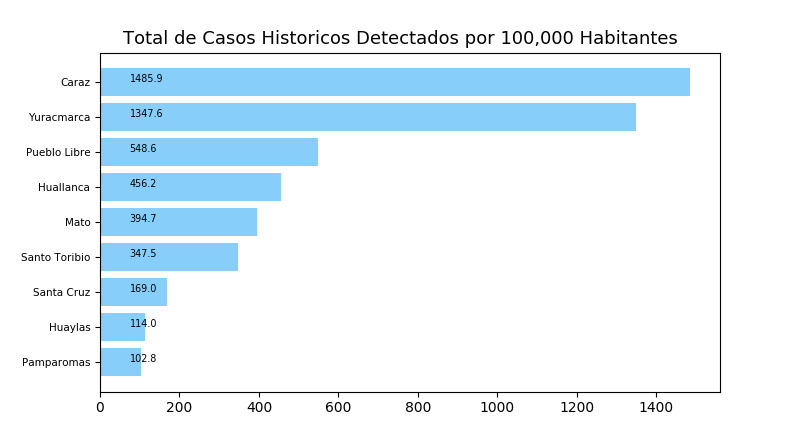 Total de Casos Historicos Detectados por 100,000 Habitantes
Caraz 1485.9
Yuracmarca 1347.6
Pueblo Libre 548.6
Huallanca 456.2
Mato 394.7
Santo Toribio 347.5
Santa Cruz 169.0
Huaylas 114.0
Pamparomas 102.8
0 200 400 600 800 1000 1200 1400